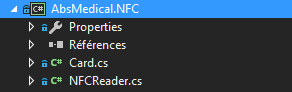 C# AbsMedical.NFC
Properties
Références
C# Card.cs
C# NFCReader.cs